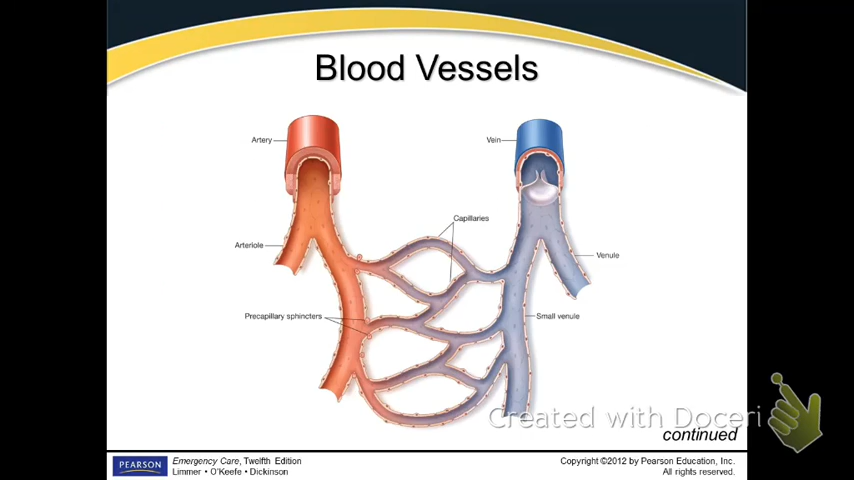 Blood Vessels
Artery
Vein
Capillaries
Arteriole
Venule
Precapillary sphincters
Small venule
Created with Doceri
continued
PEARSON
Emergency Care, Twelfth Edition
Limmer • O'Keefe • Dickinson
Copyright ©2012 by Pearson Education, Inc.
All rights reserved.